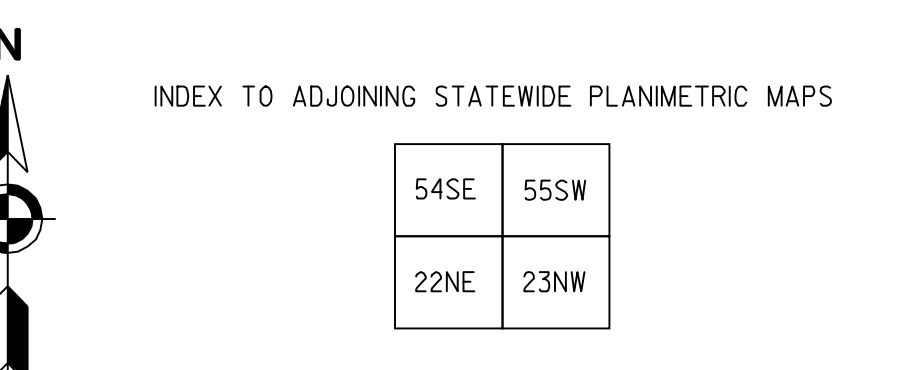 N
INDEX TO ADJOINING STATEWIDE PLANIMETRIC MAPS
54SE 55SW
22NE 23NW